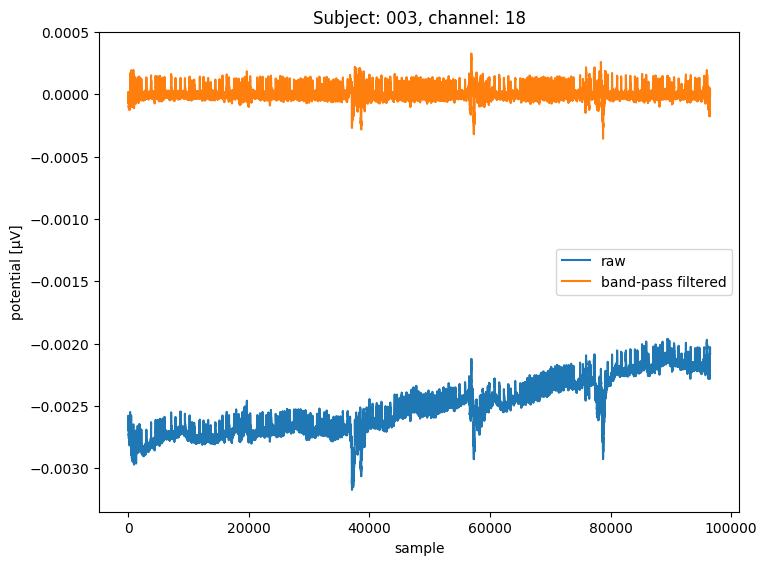 Subject: 003, channel: 18
0.0005
0.0000
−0.0005
−0.0010
−0.0015
−0.0020
−0.0025
−0.0030
potential [µV]
raw
band-pass filtered
0
20000
40000
60000
80000
100000
sample